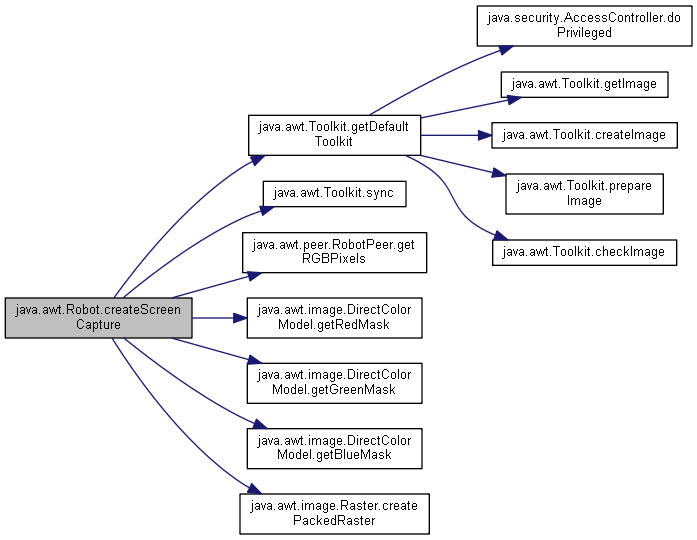 java.security.AccessController.do
Privileged
java.awt.Toolkit.getImage
java.awt.Toolkit.getDefault
Toolkit
java.awt.Toolkit.createImage
java.awt.Toolkit.prepare
Image
java.awt.Toolkit.sync
java.awt.peer.RobotPeer.get
RGBPixels
java.awt.Toolkit.checkImage
java.awt.Robot.createScreen
Capture
java.awt.image.DirectColor
Model.getRedMask
java.awt.image.DirectColor
Model.getGreenMask
java.awt.image.DirectColor
Model.getBlueMask
java.awt.image.Raster.create
PackedRaster